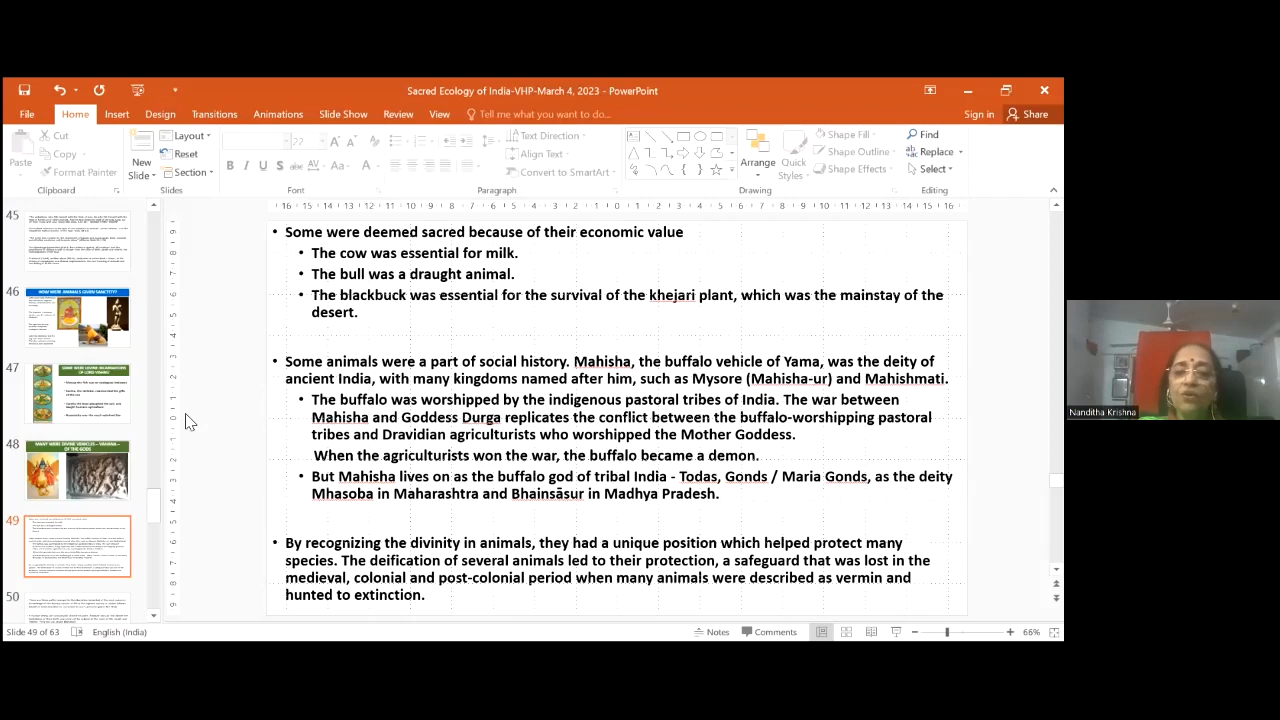 Sacred Ecology of India-VHP-March 4, 2023 - PowerPoint
File Home Insert Design Transitions Animations Slide Show Review View Tell me what you want to do... Sign in Share
Cut
Copy
Format Painter
Paste
New
Slide
Layout
Reset
Section
22
Text Direction
Align Text
Convert to SmartArt
Arrange
Quick
Styles
Shape Fill
Shape Outline
Shape Effects
Find
Replace
Select
Clipboard Slides Font Paragraph Drawing Editing
45
46
HOW WERE ANIMALS GIVEN SANCTITY?
47
48
49
50
• Some were deemed sacred because of their economic value
• The cow was essential for milk.
• The bull was a draught animal.
The blackbuck was essential for the survival of the khejari plant, which was the mainstay of the
desert.
• Some animals were a part of social history. Mahisha, the buffalo vehicle of Yama, was the deity of
ancient India, with many kingdoms named after him, such as Mysore (Mahisha-ur) and Mahishmati.
• The buffalo was worshipped by the indigenous pastoral tribes of India. The war between
Mahisha and Goddess Durga replicates the conflict between the buffalo-worshipping pastoral
tribes and Dravidian agriculturists who worshipped the Mother Goddess.
When the agriculturists won the war, the buffalo became a demon.
• But Mahisha lives on as the buffalo god of tribal India - Todas, Gonds / Maria Gonds, as the deity
Mhasoba in Maharashtra and Bhainsāsur in Madhya Pradesh.
• By recognizing the divinity in animals, they had a unique position which helped protect many
species. The deification of several animals led to their protection, a safeguard that was lost in the
medieval, colonial and post-colonial period when many animals were described as vermin and
hunted to extinction.
Nanditha Krishna
Slide 49 of 63 English (India) Notes Comments 66%